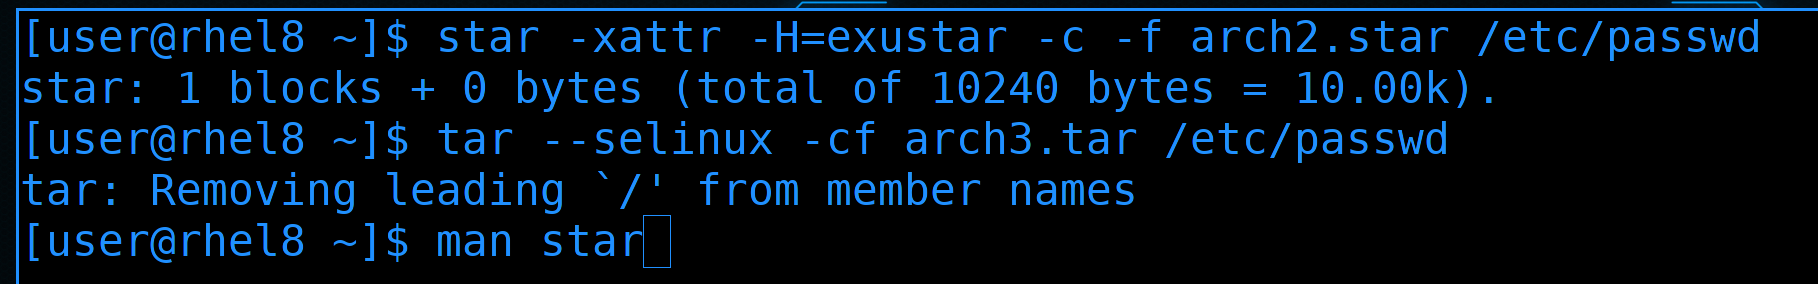 [user@rhel8 ~]$ star -xattr -H=exustar -c -f arch2.star /etc/passwd
star: 1 blocks + 0 bytes (total of 10240 bytes = 10.00k).
[user@rhel8 ~]$ tar --selinux -cf arch3.tar /etc/passwd
tar: Removing leading `/' from member names
[user@rhel8 ~]$ man star